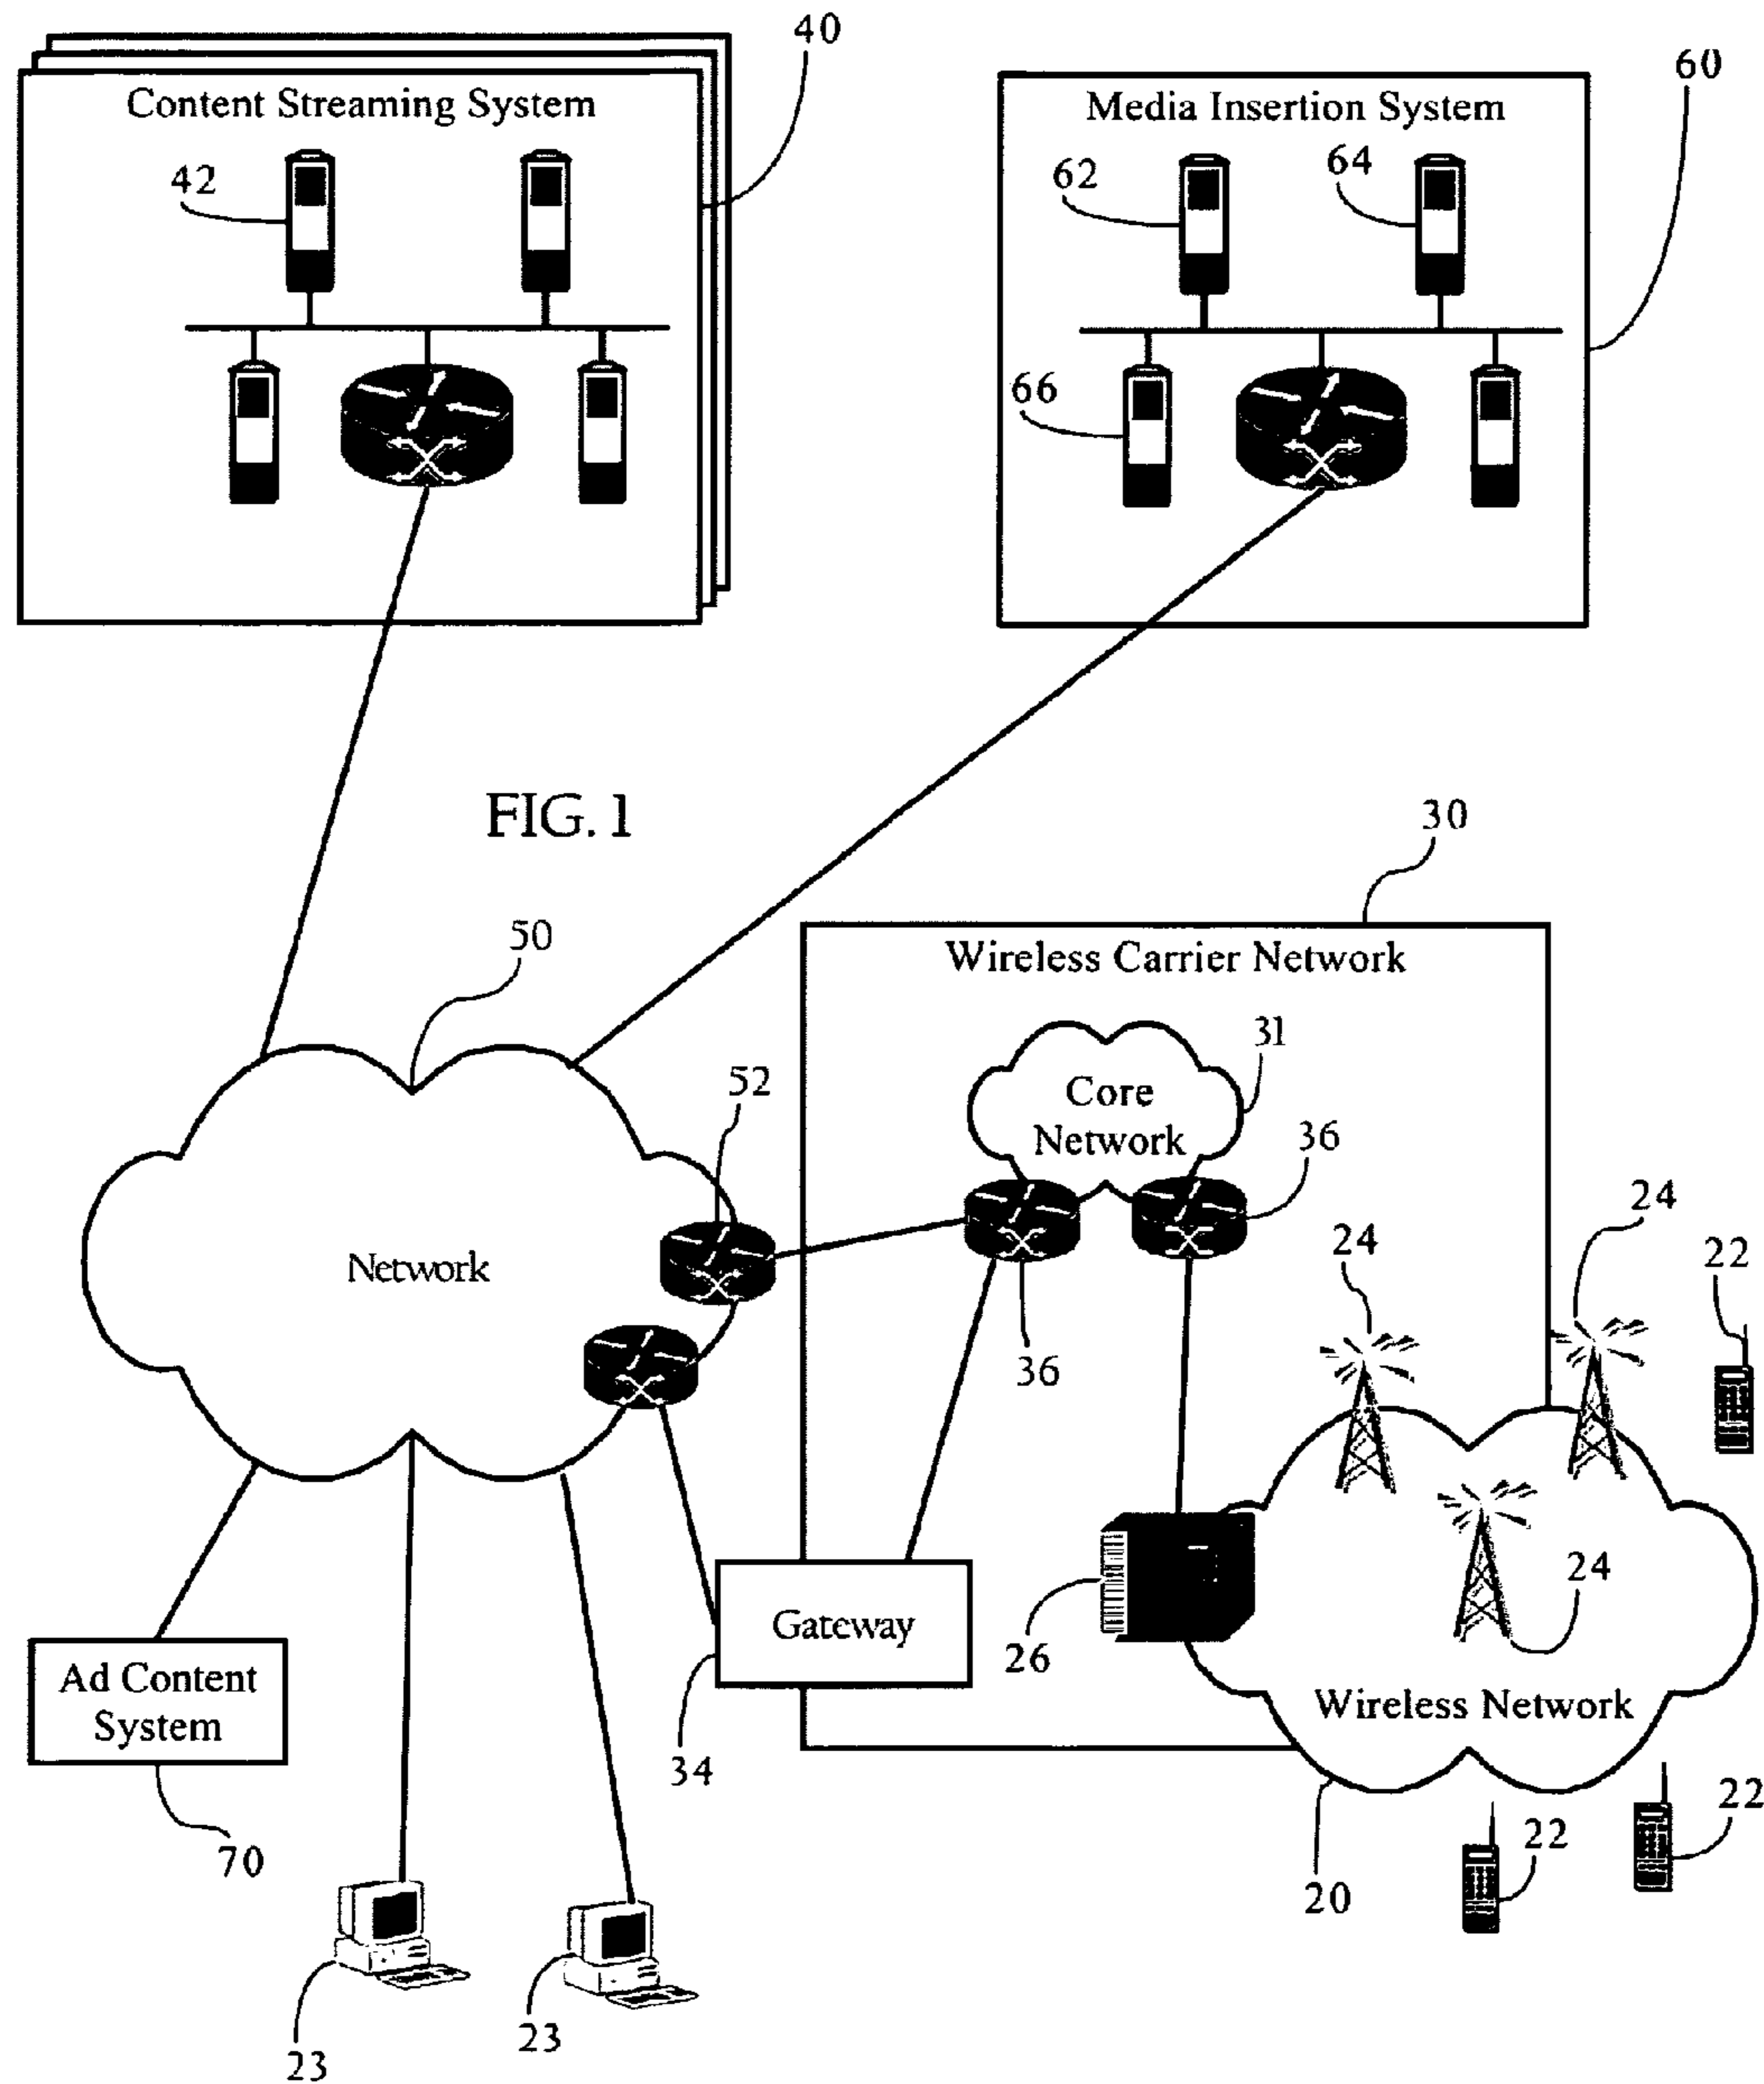 40
60
Content Streaming System
Media Insertion System
42
62
64
66
FIG. 1
30
50
Wireless Carrier Network
31
52
Core
Network
36
24
24
22
Network
36
24
Gateway
26
Ad Content
System
Wireless Network
34
22
22
70
20
23
23